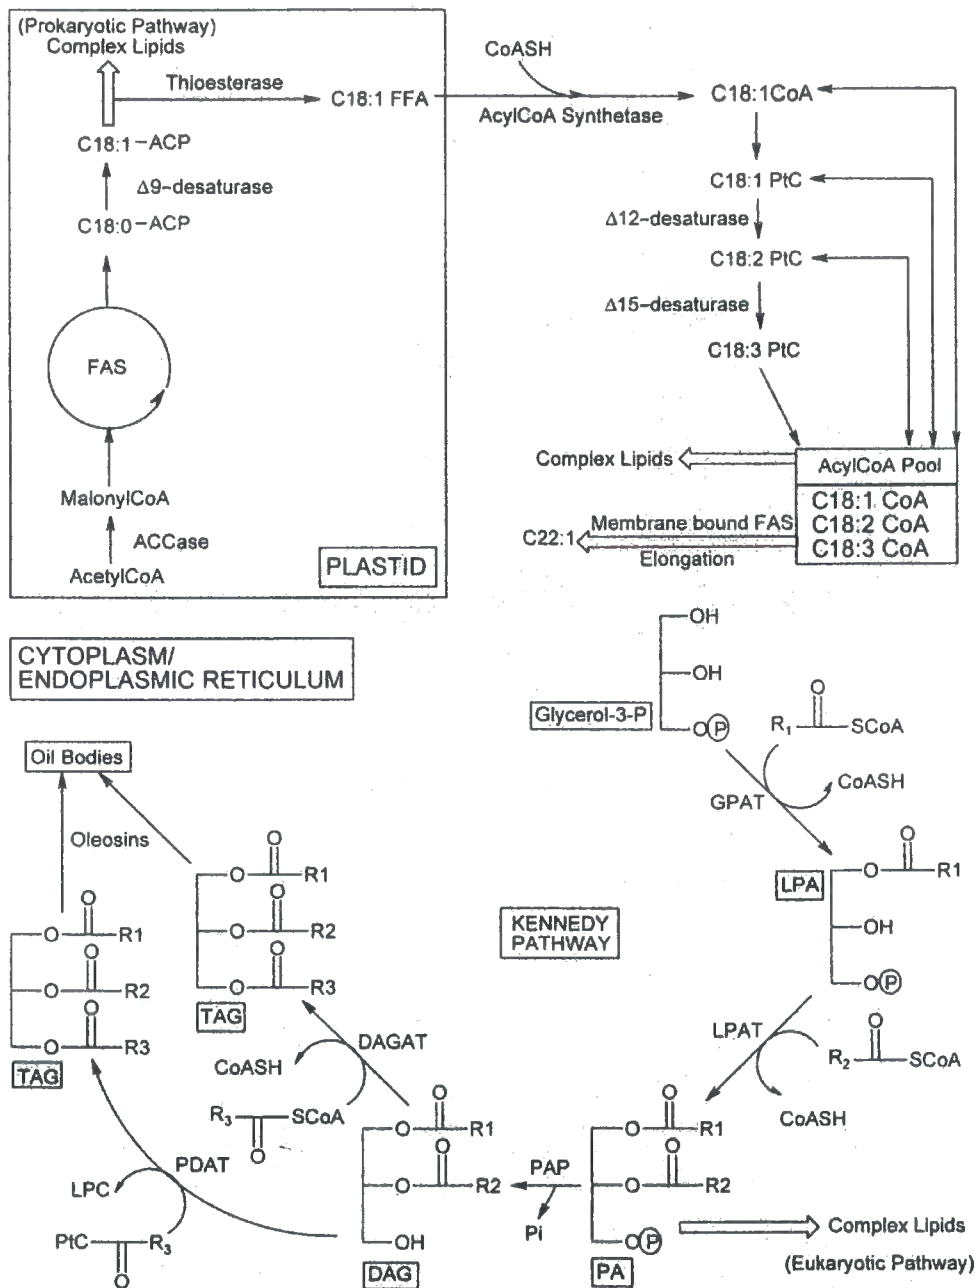 (Prokaryotic Pathway)
Complex Lipids
Thioesterase
C18:1 FFA
C18:1-ACP
Δ9-desaturase
C18:0-ACP
FAS
MalonylCoA
ACCase
AcetylCoA
PLASTID
CoASH
AcylCoA Synthetase
C18:1CoA
C18:1 PtC
Δ12-desaturase
C18:2 PtC
Δ15-desaturase
C18:3 PtC
Complex Lipids
AcylCoA Pool
C18:1 CoA
C18:2 CoA
C18:3 CoA
C22:1
Membrane bound FAS
Elongation
CYTOPLASM/
ENDOPLASMIC RETICULUM
OH
OH
Glycerol-3-P
O P
O
R1 SCoA
GPAT
CoASH
Oil Bodies
Oleosins
O
O R1
O
O R2
O
O R3
TAG
O
O R1
O
O R2
O
O R3
TAG
KENNEDY
PATHWAY
LPA
O
O R1
OH
O P
LPAT
O
R2 SCoA
CoASH
DAGAT
CoASH
R3 SCoA
O
PDAT
LPC
PtC R3
O
O
O R1
O
O R2
OH
DAG
PAP
Pi
O
O R1
O
O R2
O P
PA
Complex Lipids
(Eukaryotic Pathway)